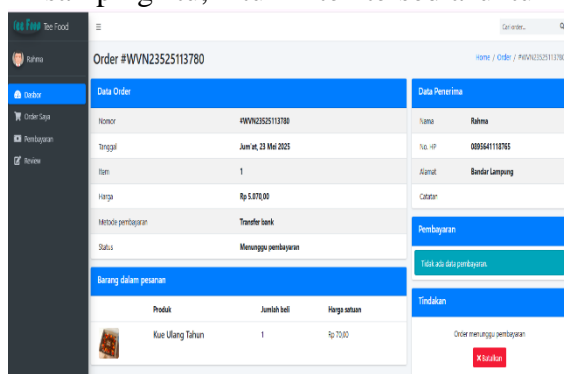 Tee Food Tee Food
Cari order...
Rahma
Order #WVN23525113780
Home / Order / #WVN23525113780
Dasbor
Order Saya
Pembayaran
Review
Data Order
Nomor #WVN23525113780
Tanggal Jum'at, 23 Mei 2025
Item 1
Harga Rp 5.070,00
Metode pembayaran Transfer bank
Status Menunggu pembayaran
Barang dalam pesanan
Produk Jumlah beli Harga satuan
Kue Ulang Tahun 1 Rp 70,00
Data Penerima
Nama Rahma
No. HP 0895641118765
Alamat Bandar Lampung
Catatan
Pembayaran
Tidak ada data pembayaran.
Tindakan
Order menunggu pembayaran
X Batalkan